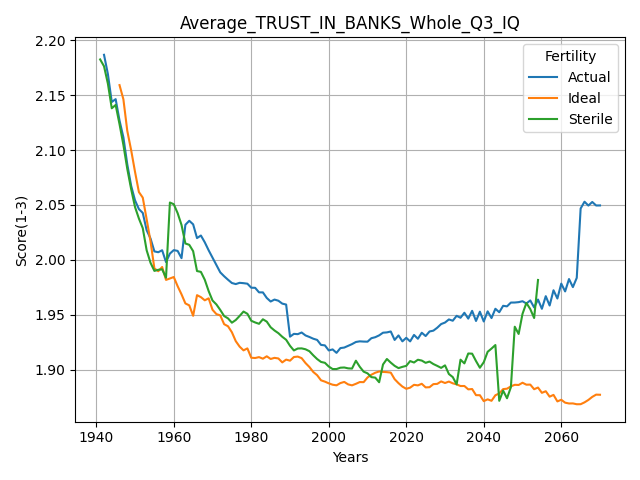 Average_TRUST_IN_BANKS_Whole_Q3_IQ
Fertility
Actual
Ideal
Sterile
Score(1-3)
2.20
2.15
2.10
2.05
2.00
1.95
1.90
1940 1960 1980 2000 2020 2040 2060
Years